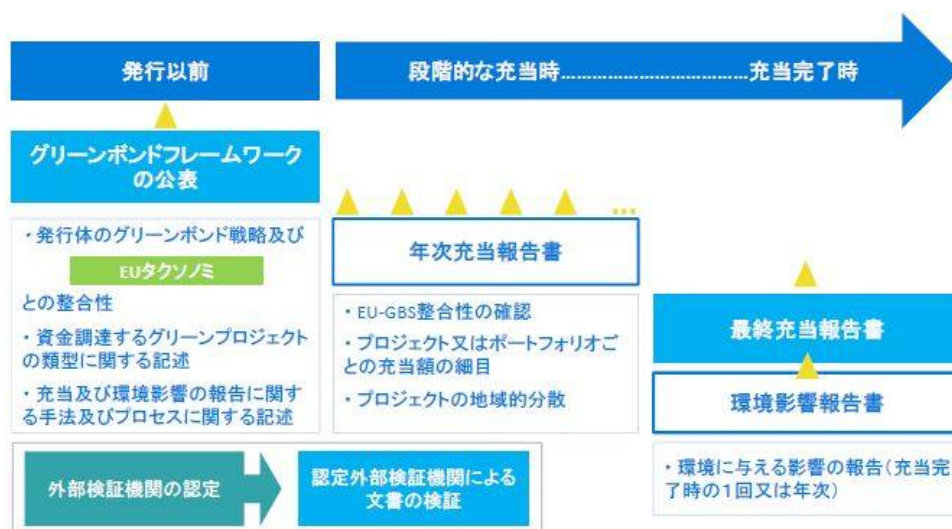 発行以前
段階的な充当時……………………………充当完了時
グリーンボンドフレームワーク
の公表
・発行体のグリーンボンド戦略及び
EUタクソノミ
との整合性
・資金調達するグリーンプロジェクト
の類型に関する記述
・充当及び環境影響の報告に関す
る手法及びプロセスに関する記述
…
年次充当報告書
・EU-GBS整合性の確認
・プロジェクト又はポートフォリオご
との充当額の細目
・プロジェクトの地域的分散
最終充当報告書
環境影響報告書
・環境に与える影響の報告(充当完
了時の1回又は年次)
外部検証機関の認定
認定外部検証機関による
文書の検証